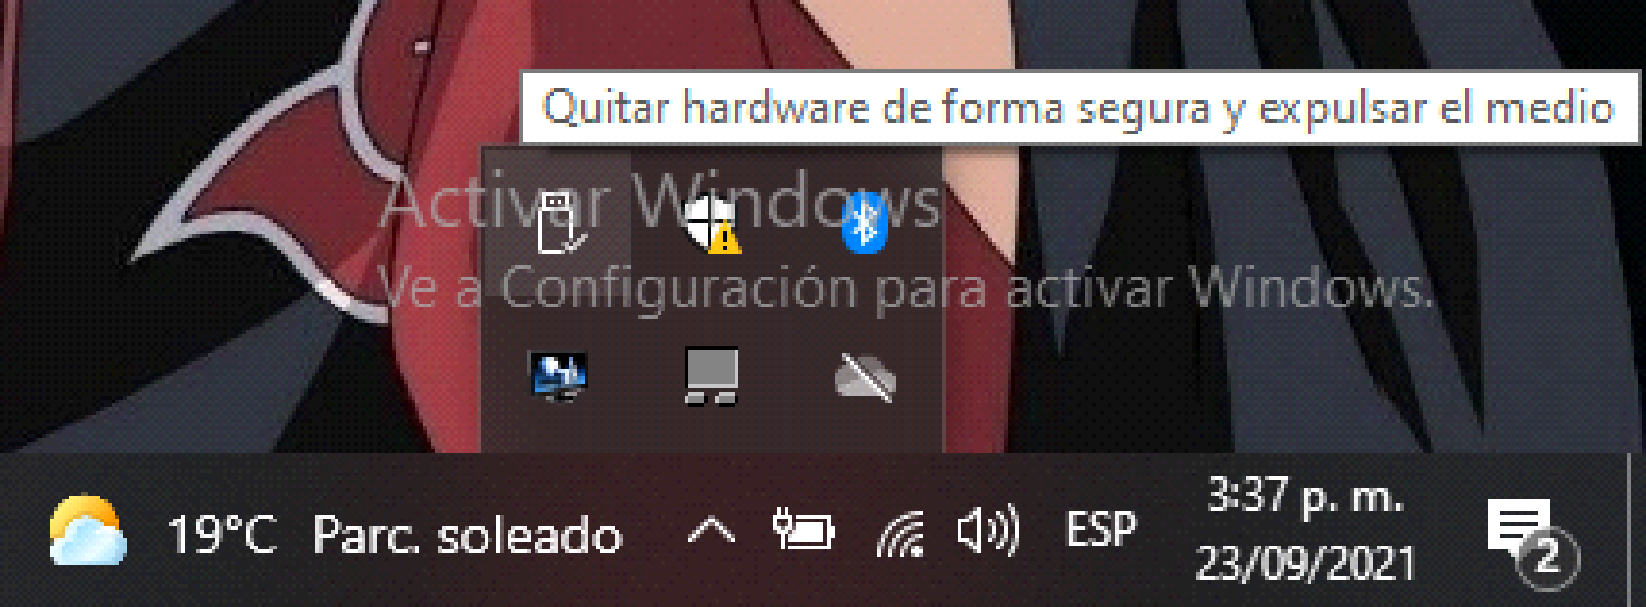 Quitar hardware de forma segura y expulsar el medio
Activar Windows
Ve a Configuración para activar Windows.
19°C Parc. soleado
ESP
3:37 p. m.
23/09/2021
2